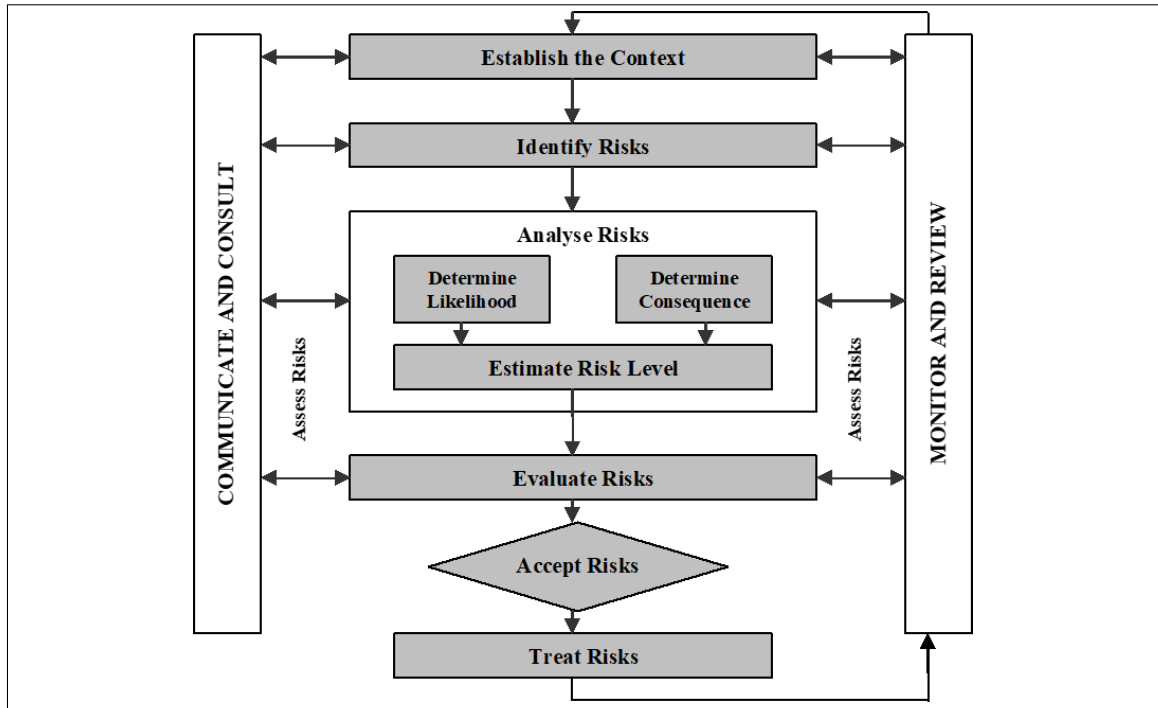 Establish the Context
Identify Risks
Analyse Risks
Determine
Likelihood
Determine
Consequence
Estimate Risk Level
Evaluate Risks
Accept Risks
Treat Risks
COMMUNICATE AND CONSULT
Assess Risks
Assess Risks
MONITOR AND REVIEW